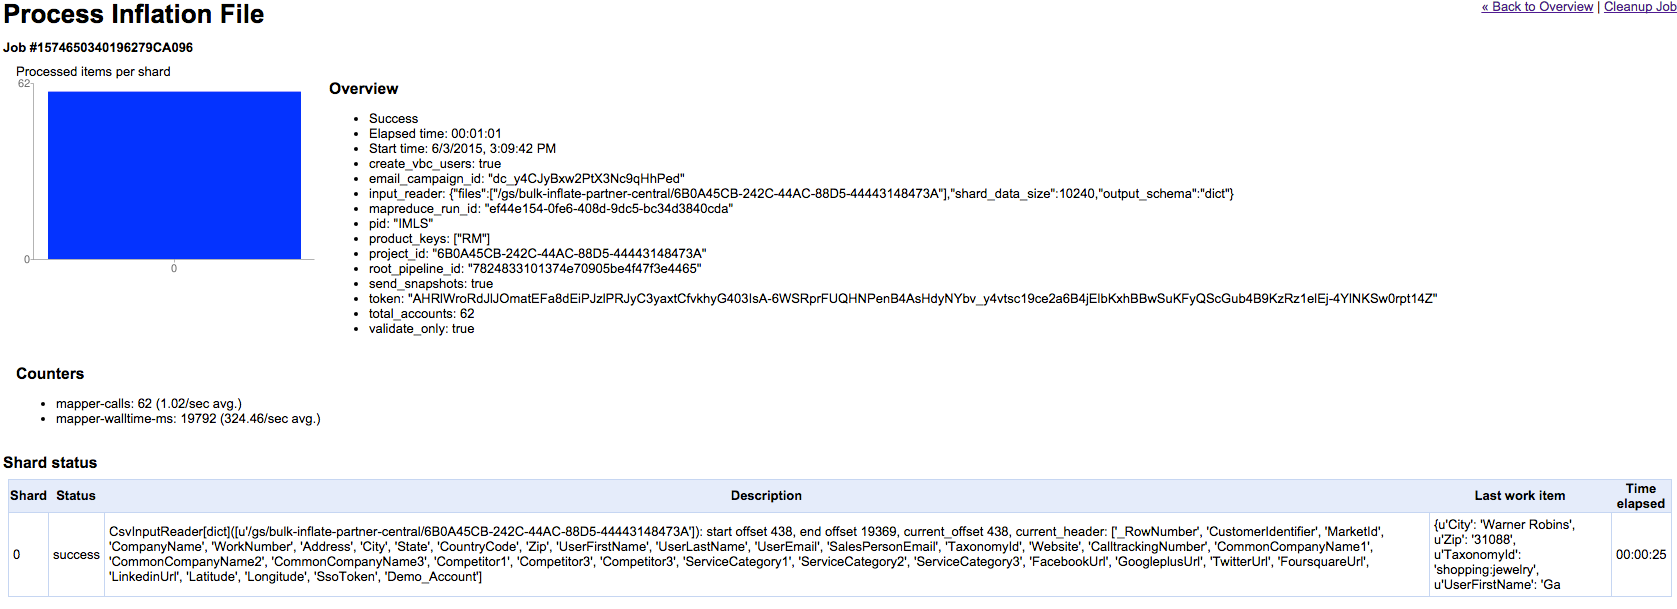 Process Inflation File
« Back to Overview | Cleanup Job
Job #1574650340196279CA096
Processed items per shard
62
0
0
Overview
Success
Elapsed time: 00:01:01
Start time: 6/3/2015, 3:09:42 PM
create_vbc_users: true
email_campaign_id: "dc_y4CJyBxw2PtX3Nc9qHhPed"
input_reader: {"files":["/gs/bulk-inflate-partner-central/6B0A45CB-242C-44AC-88D5-44443148473A"],"shard_data_size":10240,"output_schema":"dict"}
mapreduce_run_id: "ef44e154-0fe6-408d-9dc5-bc34d3840cda"
pid: "IMLS"
product_keys: ["RM"]
project_id: "6B0A45CB-242C-44AC-88D5-44443148473A"
root_pipeline_id: "7824833101374e70905be4f47f3e4465"
send_snapshots: true
token: "AHRlWroRdJlJOmatEFa8dEiPJzlPRJyC3yaxtCfvkhyG403IsA-6WSRprFUQHNPenB4AsHdyNYbv_y4vtsc19ce2a6B4jElbKxhBBwSuKFyQScGub4B9KzRz1elEj-4YlNKSw0rpt14Z"
total_accounts: 62
validate_only: true
Counters
mapper-calls: 62 (1.02/sec avg.)
mapper-walltime-ms: 19792 (324.46/sec avg.)
Shard status
Shard Status Description Last work item Time
elapsed
0 success
CsvInputReader[dict]([u'/gs/bulk-inflate-partner-central/6B0A45CB-242C-44AC-88D5-44443148473A']): start offset 438, end offset 19369, current_offset 438, current_header: ['_RowNumber', 'CustomerIdentifier', 'MarketId',
'CompanyName', 'WorkNumber', 'Address', 'City', 'State', 'CountryCode', 'Zip', 'UserFirstName', 'UserLastName', 'UserEmail', 'SalesPersonEmail', 'TaxonomyId', 'Website', 'CalltrackingNumber', 'CommonCompanyName1',
'CommonCompanyName2', 'CommonCompanyName3', 'Competitor1', 'Competitor3', 'Competitor3', 'ServiceCategory1', 'ServiceCategory2', 'ServiceCategory3', 'FacebookUrl', 'GoogleplusUrl', 'TwitterUrl', 'FoursquareUrl',
'LinkedinUrl', 'Latitude', 'Longitude', 'SsoToken', 'Demo_Account']
{u'City': 'Warner Robins',
u'Zip': '31088',
u'TaxonomyId':
'shopping:jewelry',
u'UserFirstName': 'Ga
00:00:25